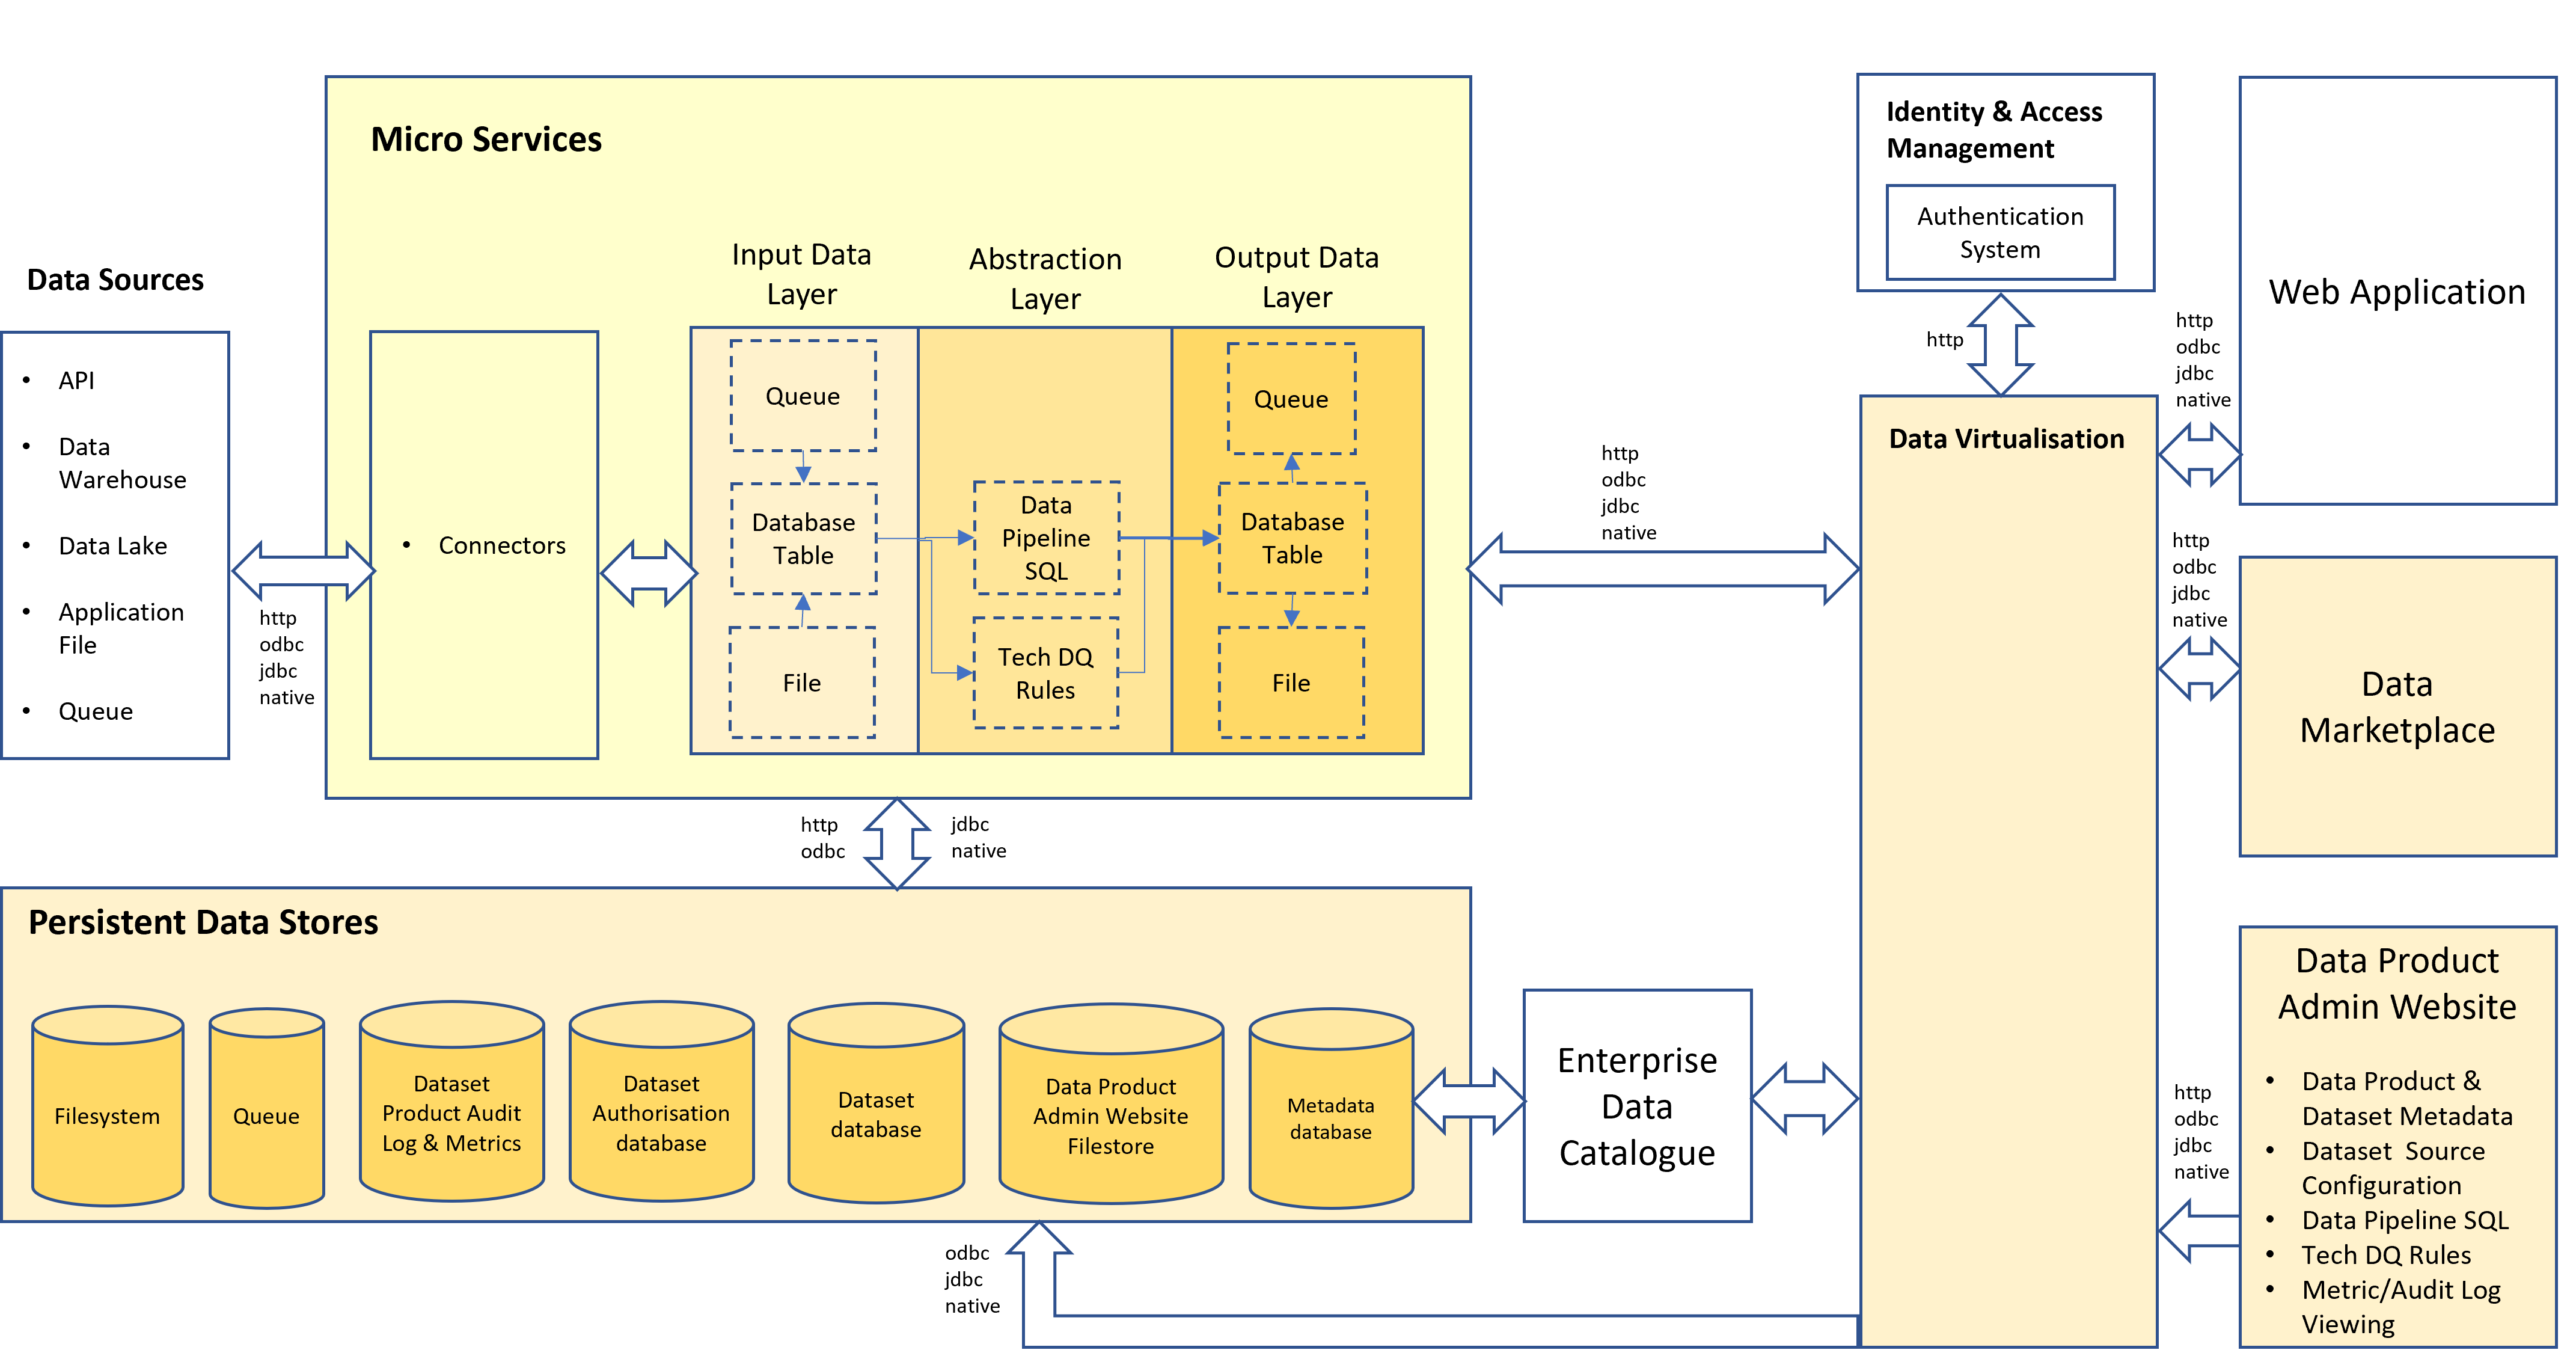 Micro Services
Data Sources
• API
• Data
Warehouse
• Data Lake
• Application
File
• Queue
http
odbc
jdbc
native
• Connectors
Input Data
Layer
Queue
Database
Table
File
Abstraction
Layer
Data
Pipeline
SQL
Tech DQ
Rules
Output Data
Layer
Queue
Database
Table
File
http
odbc
jdbc
native
Identity & Access
Management
Authentication
System
http
Data Virtualisation
http
odbc
jdbc
native
Web Application
http
odbc
jdbc
native
Data
Marketplace
http
odbc
jdbc
native
Data Product
Admin Website
• Data Product &
Dataset Metadata
• Dataset Source
Configuration
• Data Pipeline SQL
• Tech DQ Rules
• Metric/Audit Log
Viewing
http
odbc
jdbc
native
Persistent Data Stores
Filesystem
Queue
Dataset
Product Audit
Log & Metrics
Dataset
Authorisation
database
Dataset
database
Data Product
Admin Website
Filestore
Metadata
database
Enterprise
Data
Catalogue
odbc
jdbc
native